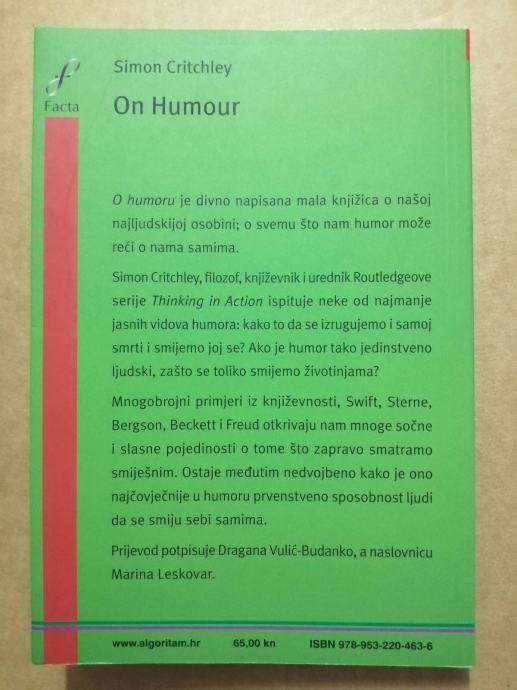 Simon Critchley
Facta
On Humour
O humoru je divno napisana mala knjižica o našoj
najljudskijoj osobini; o svemu što nam humor može
reći o nama samima.
Simon Critchley, filozof, književnik i urednik Routledgeove
serije Thinking in Action ispituje neke od najmanje
jasnih vidova humora: kako to da se izrugujemo i samoj
smrti i smijemo joj se? Ako je humor tako jedinstveno
ljudski, zašto se toliko smijemo životinjama?
Mnogobrojni primjeri iz književnosti, Swift, Sterne,
Bergson, Beckett i Freud otkrivaju nam mnoge sočne
i slasne pojedinosti o tome što zapravo smatramo
smiješnim. Ostaje međutim nedvojbeno kako je ono
najčovječnije u humoru prvenstveno sposobnost ljudi
da se smiju sebi samima.
Prijevod potpisuje Dragana Vulić-Budanko, a naslovnicu
Marina Leskovar.
www.algoritam.hr 65,00 kn ISBN 978-953-220-463-6